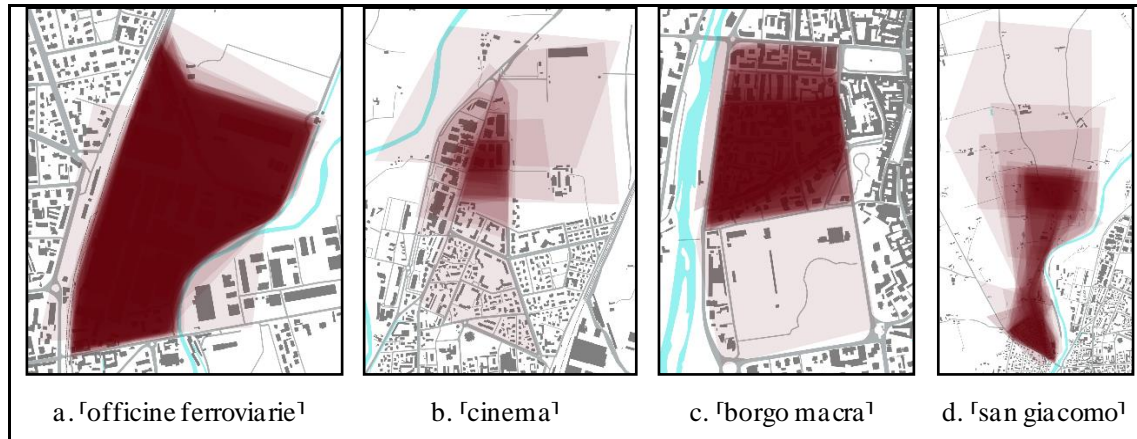 a. ⸢officine ferroviarie⸣ b. ⸢cinema⸣ c. ⸢borgo macra⸣ d. ⸢san giacomo⸣